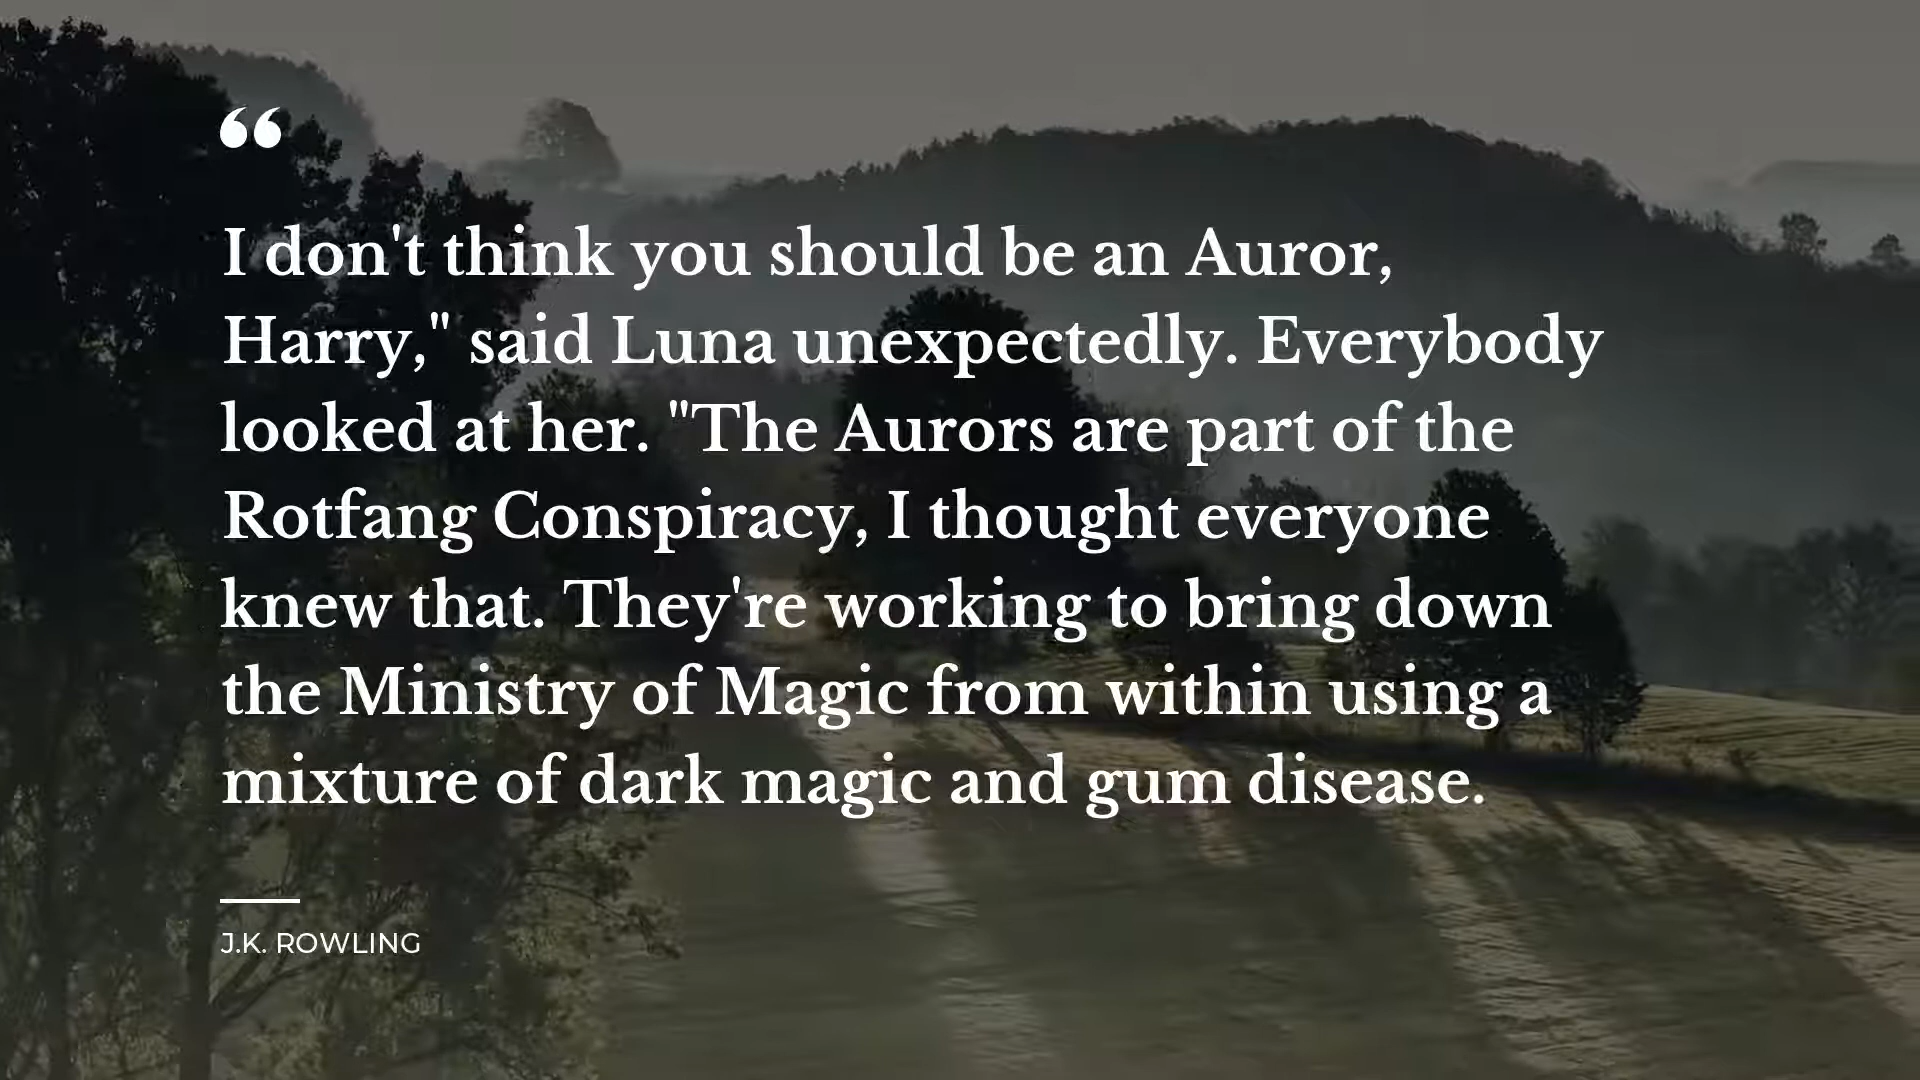 “
I don't think you should be an Auror,
Harry," said Luna unexpectedly. Everybody
looked at her. "The Aurors are part of the
Rotfang Conspiracy, I thought everyone
knew that. They're working to bring down
the Ministry of Magic from within using a
mixture of dark magic and gum disease.
J.K. ROWLING